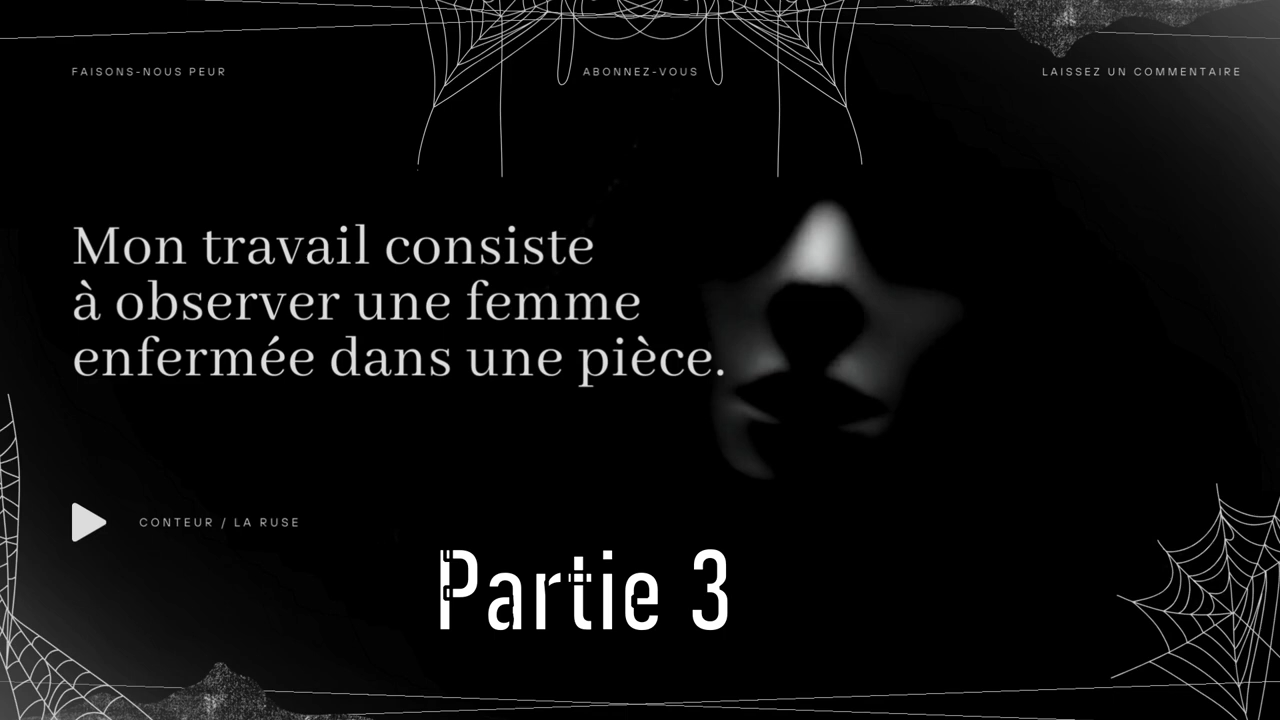 FAISONS-NOUS PEUR
ABONNEZ-VOUS
LAISSEZ UN COMMENTAIRE
Mon travail consiste
à observer une femme
enfermée dans une pièce.
CONTEUR / LA RUSE
Partie 3